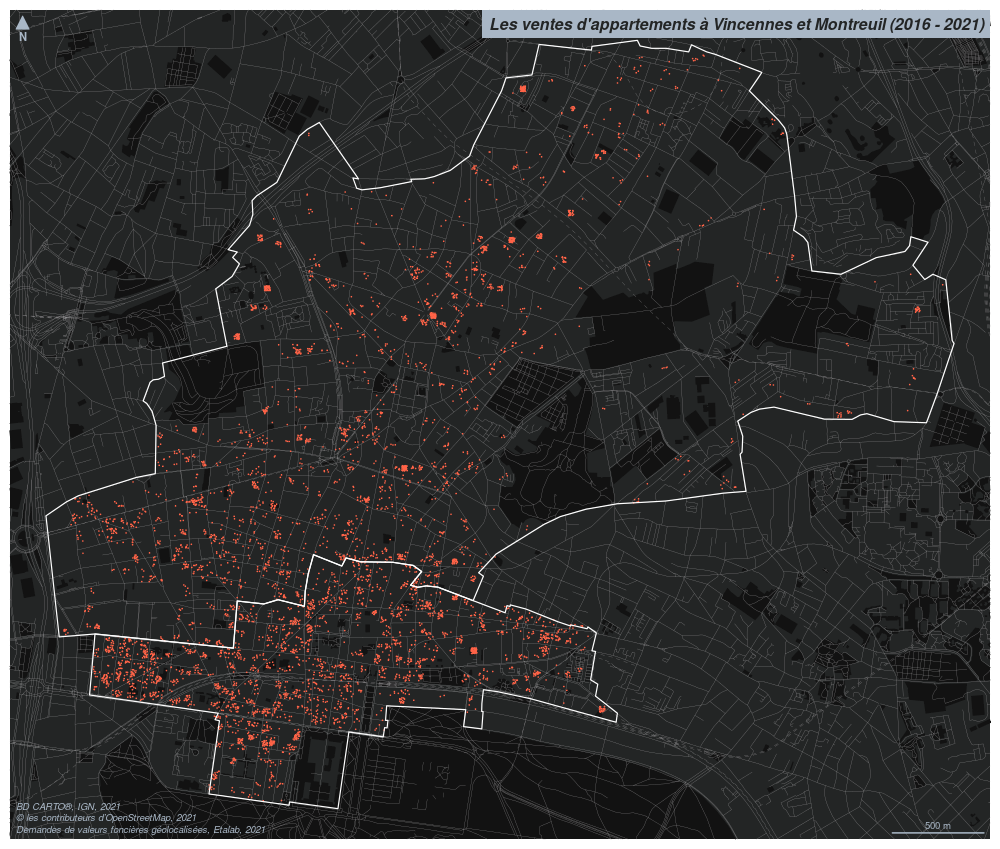 Les ventes d'appartements à Vincennes et Montreuil (2016 - 2021)
N
BD CARTO®, IGN, 2021
© les contributeurs d'OpenStreetMap, 2021
Demandes de valeurs foncières géolocalisées, Etalab, 2021
500 m